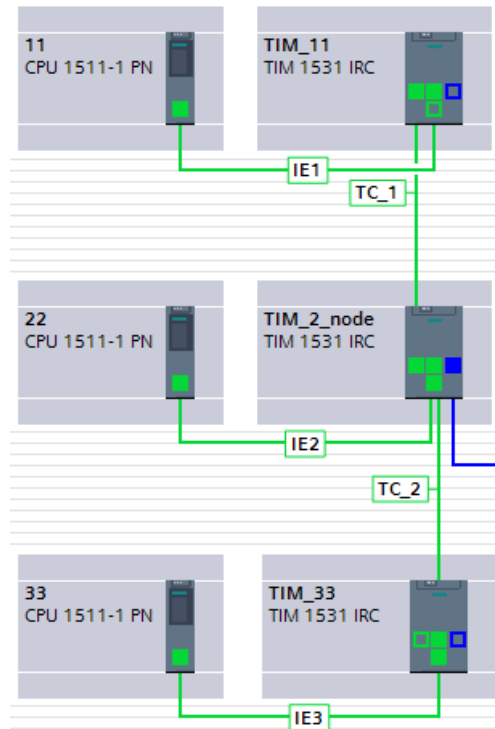 11
CPU 1511-1 PN
TIM_11
TIM 1531 IRC
IE1
TC_1
22
CPU 1511-1 PN
TIM_2_node
TIM 1531 IRC
IE2
TC_2
33
CPU 1511-1 PN
TIM_33
TIM 1531 IRC
IE3